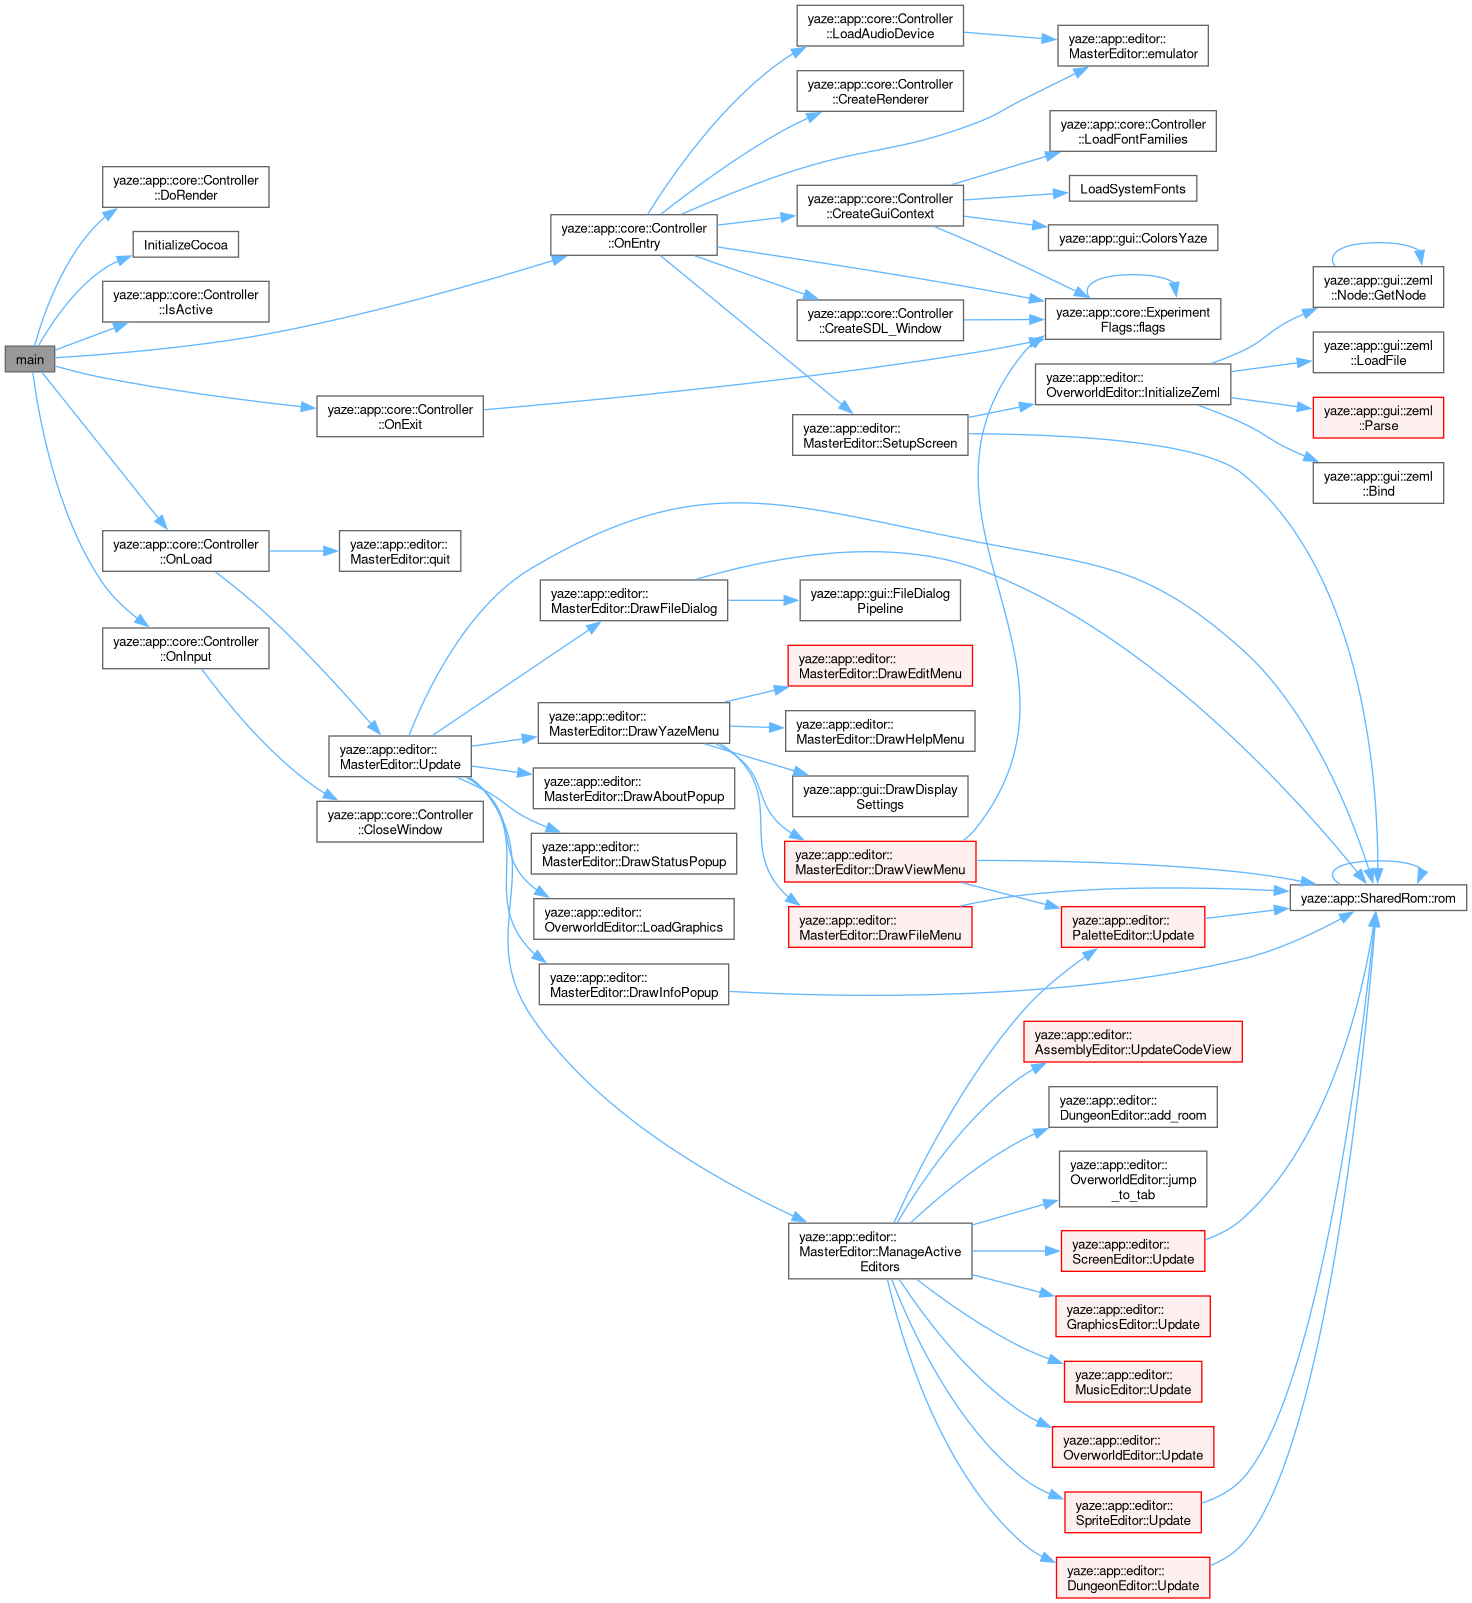 main
yaze::app::core::Controller
::DoRender
InitializeCocoa
yaze::app::core::Controller
::IsActive
yaze::app::core::Controller
::OnExit
yaze::app::core::Controller
::OnLoad
yaze::app::core::Controller
::OnInput
yaze::app::editor::
MasterEditor::quit
yaze::app::editor::
MasterEditor::Update
yaze::app::core::Controller
::CloseWindow
yaze::app::core::Controller
::OnEntry
yaze::app::editor::
MasterEditor::DrawFileDialog
yaze::app::editor::
MasterEditor::DrawYazeMenu
yaze::app::editor::
MasterEditor::DrawAboutPopup
yaze::app::editor::
MasterEditor::DrawStatusPopup
yaze::app::editor::
OverworldEditor::LoadGraphics
yaze::app::editor::
MasterEditor::DrawInfoPopup
yaze::app::core::Controller
::LoadAudioDevice
yaze::app::core::Controller
::CreateRenderer
yaze::app::core::Controller
::CreateGuiContext
yaze::app::core::Controller
::CreateSDL_Window
yaze::app::editor::
MasterEditor::SetupScreen
yaze::app::gui::FileDialog
Pipeline
yaze::app::editor::
MasterEditor::DrawEditMenu
yaze::app::editor::
MasterEditor::DrawHelpMenu
yaze::app::gui::DrawDisplay
Settings
yaze::app::editor::
MasterEditor::DrawViewMenu
yaze::app::editor::
MasterEditor::DrawFileMenu
yaze::app::editor::
MasterEditor::ManageActive
Editors
yaze::app::editor::
MasterEditor::emulator
yaze::app::core::Controller
::LoadFontFamilies
LoadSystemFonts
yaze::app::gui::ColorsYaze
yaze::app::core::Experiment
Flags::flags
yaze::app::editor::
OverworldEditor::InitializeZeml
yaze::app::editor::
PaletteEditor::Update
yaze::app::editor::
AssemblyEditor::UpdateCodeView
yaze::app::editor::
DungeonEditor::add_room
yaze::app::editor::
OverworldEditor::jump
_to_tab
yaze::app::editor::
ScreenEditor::Update
yaze::app::editor::
GraphicsEditor::Update
yaze::app::editor::
MusicEditor::Update
yaze::app::editor::
OverworldEditor::Update
yaze::app::editor::
SpriteEditor::Update
yaze::app::editor::
DungeonEditor::Update
yaze::app::gui::zeml
::Node::GetNode
yaze::app::gui::zeml
::LoadFile
yaze::app::gui::zeml
::Parse
yaze::app::gui::zeml
::Bind
yaze::app::SharedRom::rom